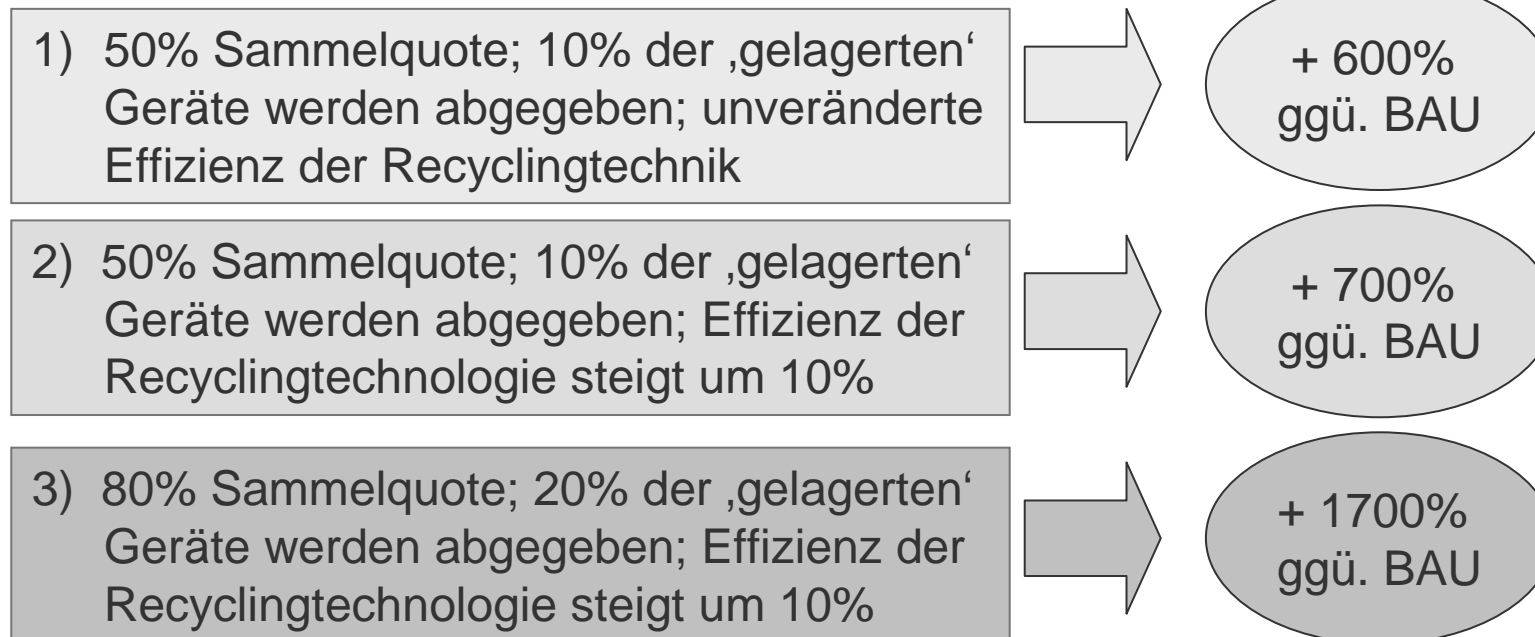 1) 50% Sammelquote; 10% der ‚gelagerten‘
Geräte werden abgegeben; unveränderte
Effizienz der Recyclingtechnik
+ 600%
ggü. BAU
2) 50% Sammelquote; 10% der ‚gelagerten‘
Geräte werden abgegeben; Effizienz der
Recyclingtechnologie steigt um 10%
+ 700%
ggü. BAU
3) 80% Sammelquote; 20% der ‚gelagerten‘
Geräte werden abgegeben; Effizienz der
Recyclingtechnologie steigt um 10%
+ 1700%
ggü. BAU